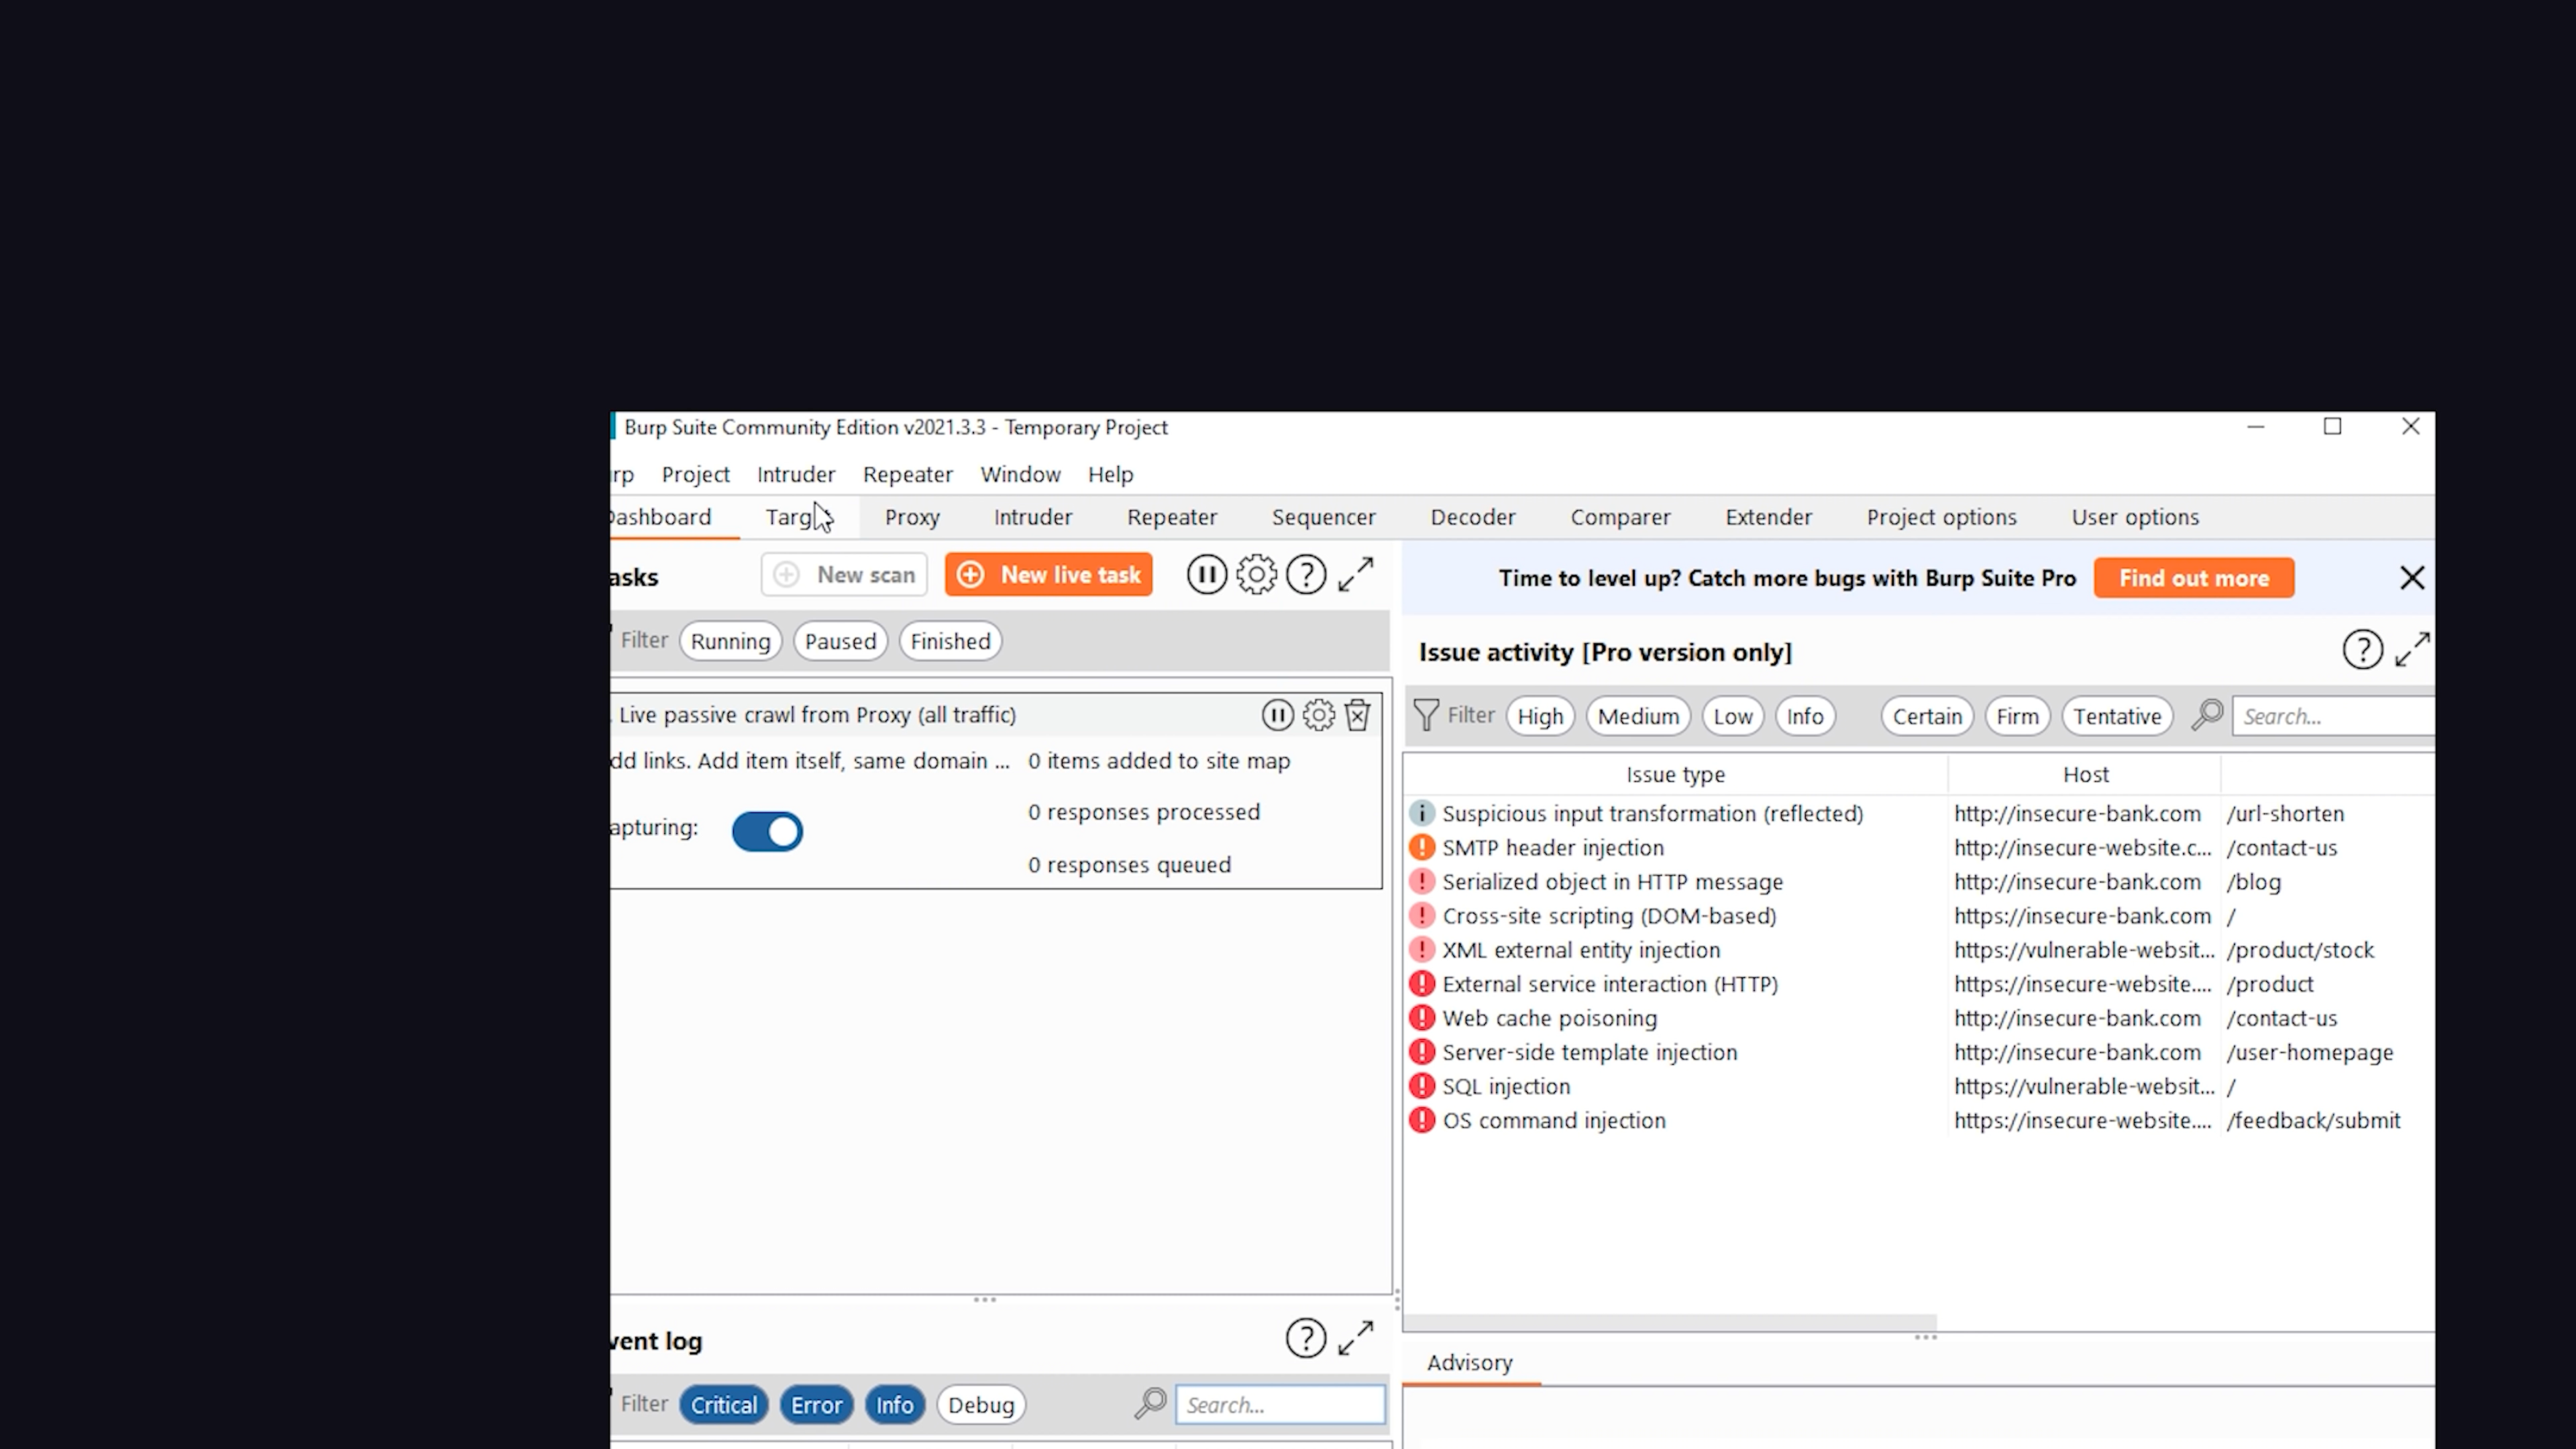 Burp Suite Community Edition v2021.3.3 - Temporary Project
rp Project Intruder Repeater Window Help
Dashboard Target Proxy Intruder Repeater Sequencer Decoder Comparer Extender Project options User options
asks New scan New live task
Time to level up? Catch more bugs with Burp Suite Pro Find out more
Filter Running Paused Finished
Issue activity [Pro version only]
Filter High Medium Low Info Certain Firm Tentative Search...
Live passive crawl from Proxy (all traffic)
dd links. Add item itself, same domain ... 0 items added to site map
apturing: 0 responses processed
0 responses queued
Issue type Host
Suspicious input transformation (reflected) http://insecure-bank.com /url-shorten
SMTP header injection http://insecure-website.c... /contact-us
Serialized object in HTTP message http://insecure-bank.com /blog
Cross-site scripting (DOM-based) https://insecure-bank.com /
XML external entity injection https://vulnerable-websit... /product/stock
External service interaction (HTTP) https://insecure-website.... /product
Web cache poisoning http://insecure-bank.com /contact-us
Server-side template injection http://insecure-bank.com /user-homepage
SQL injection https://vulnerable-websit... /
OS command injection https://insecure-website.... /feedback/submit
vent log
Filter Critical Error Info Debug Search...
Advisory